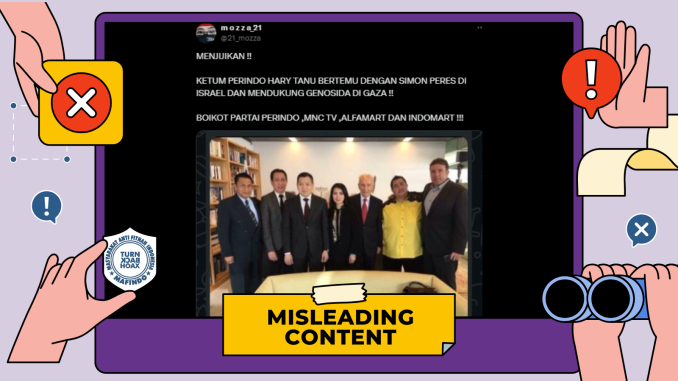 mozza_21
@21_mozza
MENJIJIKAN !!
KETUM PERINDO HARY TANU BERTEMU DENGAN SIMON PERES DI
ISRAEL DAN MENDUKUNG GENOSIDA DI GAZA !!
BOIKOT PARTAI PERINDO ,MNC TV ,ALFAMART DAN INDOMART !!!
MASYARAKAT ANTI FITNAH INDONESIA
TURN
BACK
HOAX
MAFINDO
MISLEADING
CONTENT